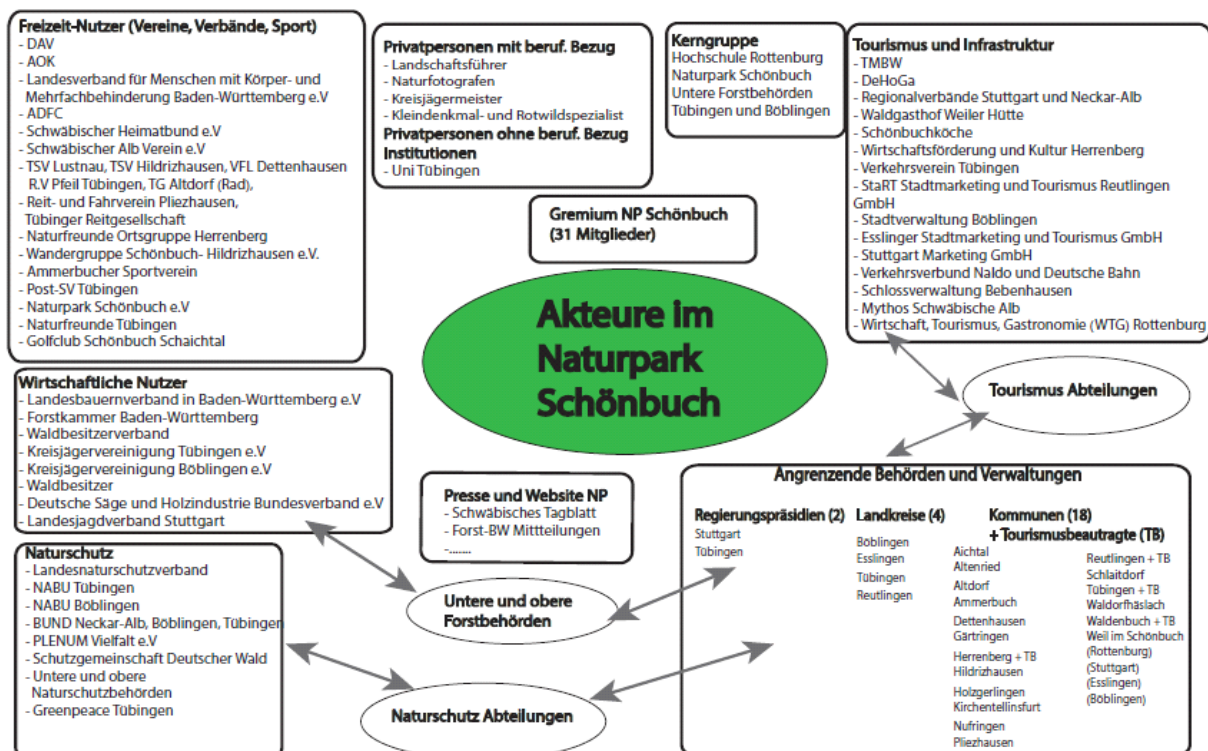 Freizeit-Nutzer (Vereine, Verbände, Sport)
- DAV
- AOK
- Landesverband für Menschen mit Körper- und
Mehrfachbehinderung Baden-Württemberg e.V
- ADFC
- Schwäbischer Heimatbund e.V
- Schwäbischer Alb Verein e.V
- TSV Lustnau, TSV Hildrizhausen, VFL Dettenhausen
R.V Pfeil Tübingen, TG Altdorf (Rad),
- Reit- und Fahrverein Pliezhausen,
Tübinger Reitgesellschaft
- Naturfreunde Ortsgruppe Herrenberg
- Wandergruppe Schönbuch- Hildrizhausen e.V.
- Ammerbucher Sportverein
- Post-SV Tübingen
- Naturpark Schönbuch e.V
- Naturfreunde Tübingen
- Golfclub Schönbuch Schaichtal
Privatpersonen mit beruf. Bezug
- Landschaftsführer
- Naturfotografen
- Kreisjägermeister
- Kleindenkmal- und Rotwildspezialist
Privatpersonen ohne beruf. Bezug
Institutionen
- Uni Tübingen
Kerngruppe
Hochschule Rottenburg
Naturpark Schönbuch
Untere Forstbehörden
Tübingen und Böblingen
Tourismus und Infrastruktur
- TMBW
- DeHoGa
- Regionalverbände Stuttgart und Neckar-Alb
- Waldgasthof Weiler Hütte
- Schönbuchköche
- Wirtschaftsförderung und Kultur Herrenberg
- Verkehrsverein Tübingen
- StaRT Stadtmarketing und Tourismus Reutlingen
GmbH
- Stadtverwaltung Böblingen
- Esslinger Stadtmarketing und Tourismus GmbH
- Stuttgart Marketing GmbH
- Verkehrsverbund Naldo und Deutsche Bahn
- Schlossverwaltung Bebenhausen
- Mythos Schwäbische Alb
- Wirtschaft, Tourismus, Gastronomie (WTG) Rottenburg
Gremium NP Schönbuch
(31 Mitglieder)
Akteure im
Naturpark
Schönbuch
Tourismus Abteilungen
Wirtschaftliche Nutzer
- Landesbauernverband in Baden-Württemberg e.V
- Forstkammer Baden-Württemberg
- Waldbesitzerverband
- Kreisjägervereinigung Tübingen e.V
- Kreisjägervereinigung Böblingen e.V
- Waldbesitzer
- Deutsche Säge und Holzindustrie Bundesverband e.V
- Landesjagdverband Stuttgart
Presse und Website NP
- Schwäbisches Tagblatt
- Forst-BW Mittteilungen
-.......
Untere und obere
Forstbehörden
Naturschutz
- Landesnaturschutzverband
- NABU Tübingen
- NABU Böblingen
- BUND Neckar-Alb, Böblingen, Tübingen
- PLENUM Vielfalt e.V
- Schutzgemeinschaft Deutscher Wald
- Untere und obere
Naturschutzbehörden
- Greenpeace Tübingen
Naturschutz Abteilungen
Angrenzende Behörden und Verwaltungen
Regierungspräsidien (2)
Stuttgart
Tübingen
Landkreise (4)
Böblingen
Esslingen
Tübingen
Reutlingen
Kommunen (18)
+ Tourismusbeautragte (TB)
Aichtal
Altenried
Altdorf
Ammerbuch
Dettenhausen
Gärtringen
Herrenberg + TB
Hildrizhausen
Holzgerlingen
Kirchentellinsfurt
Nufringen
Pliezhausen
Reutlingen + TB
Schlaitdorf
Tübingen + TB
Waldorfhäslach
Waldenbuch + TB
Weil im Schönbuch
(Rottenburg)
(Stuttgart)
(Esslingen)
(Böblingen)